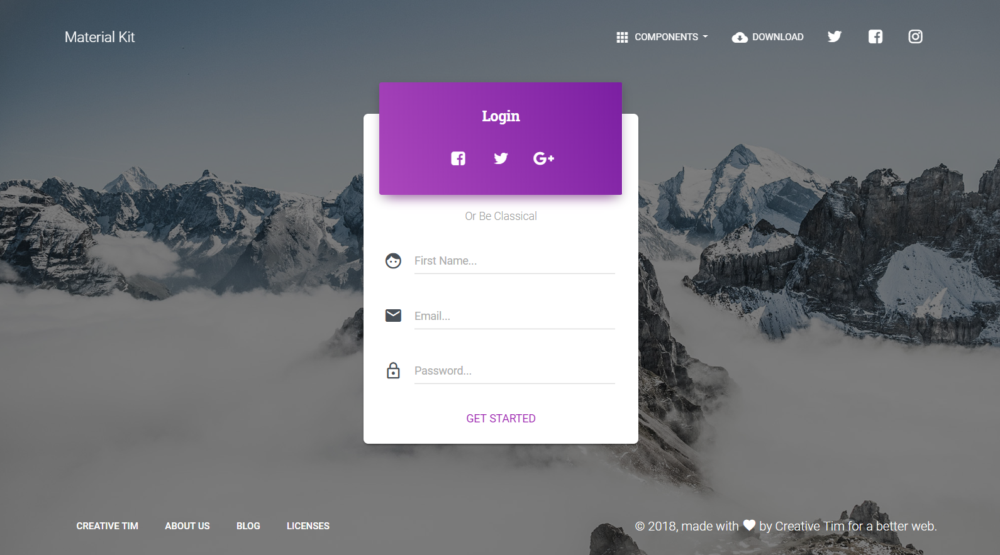 Material Kit
COMPONENTS
DOWNLOAD
Login
G+
Or Be Classical
First Name...
Email...
Password...
GET STARTED
CREATIVE TIM ABOUT US BLOG LICENSES
© 2018, made with ♥ by Creative Tim for a better web.